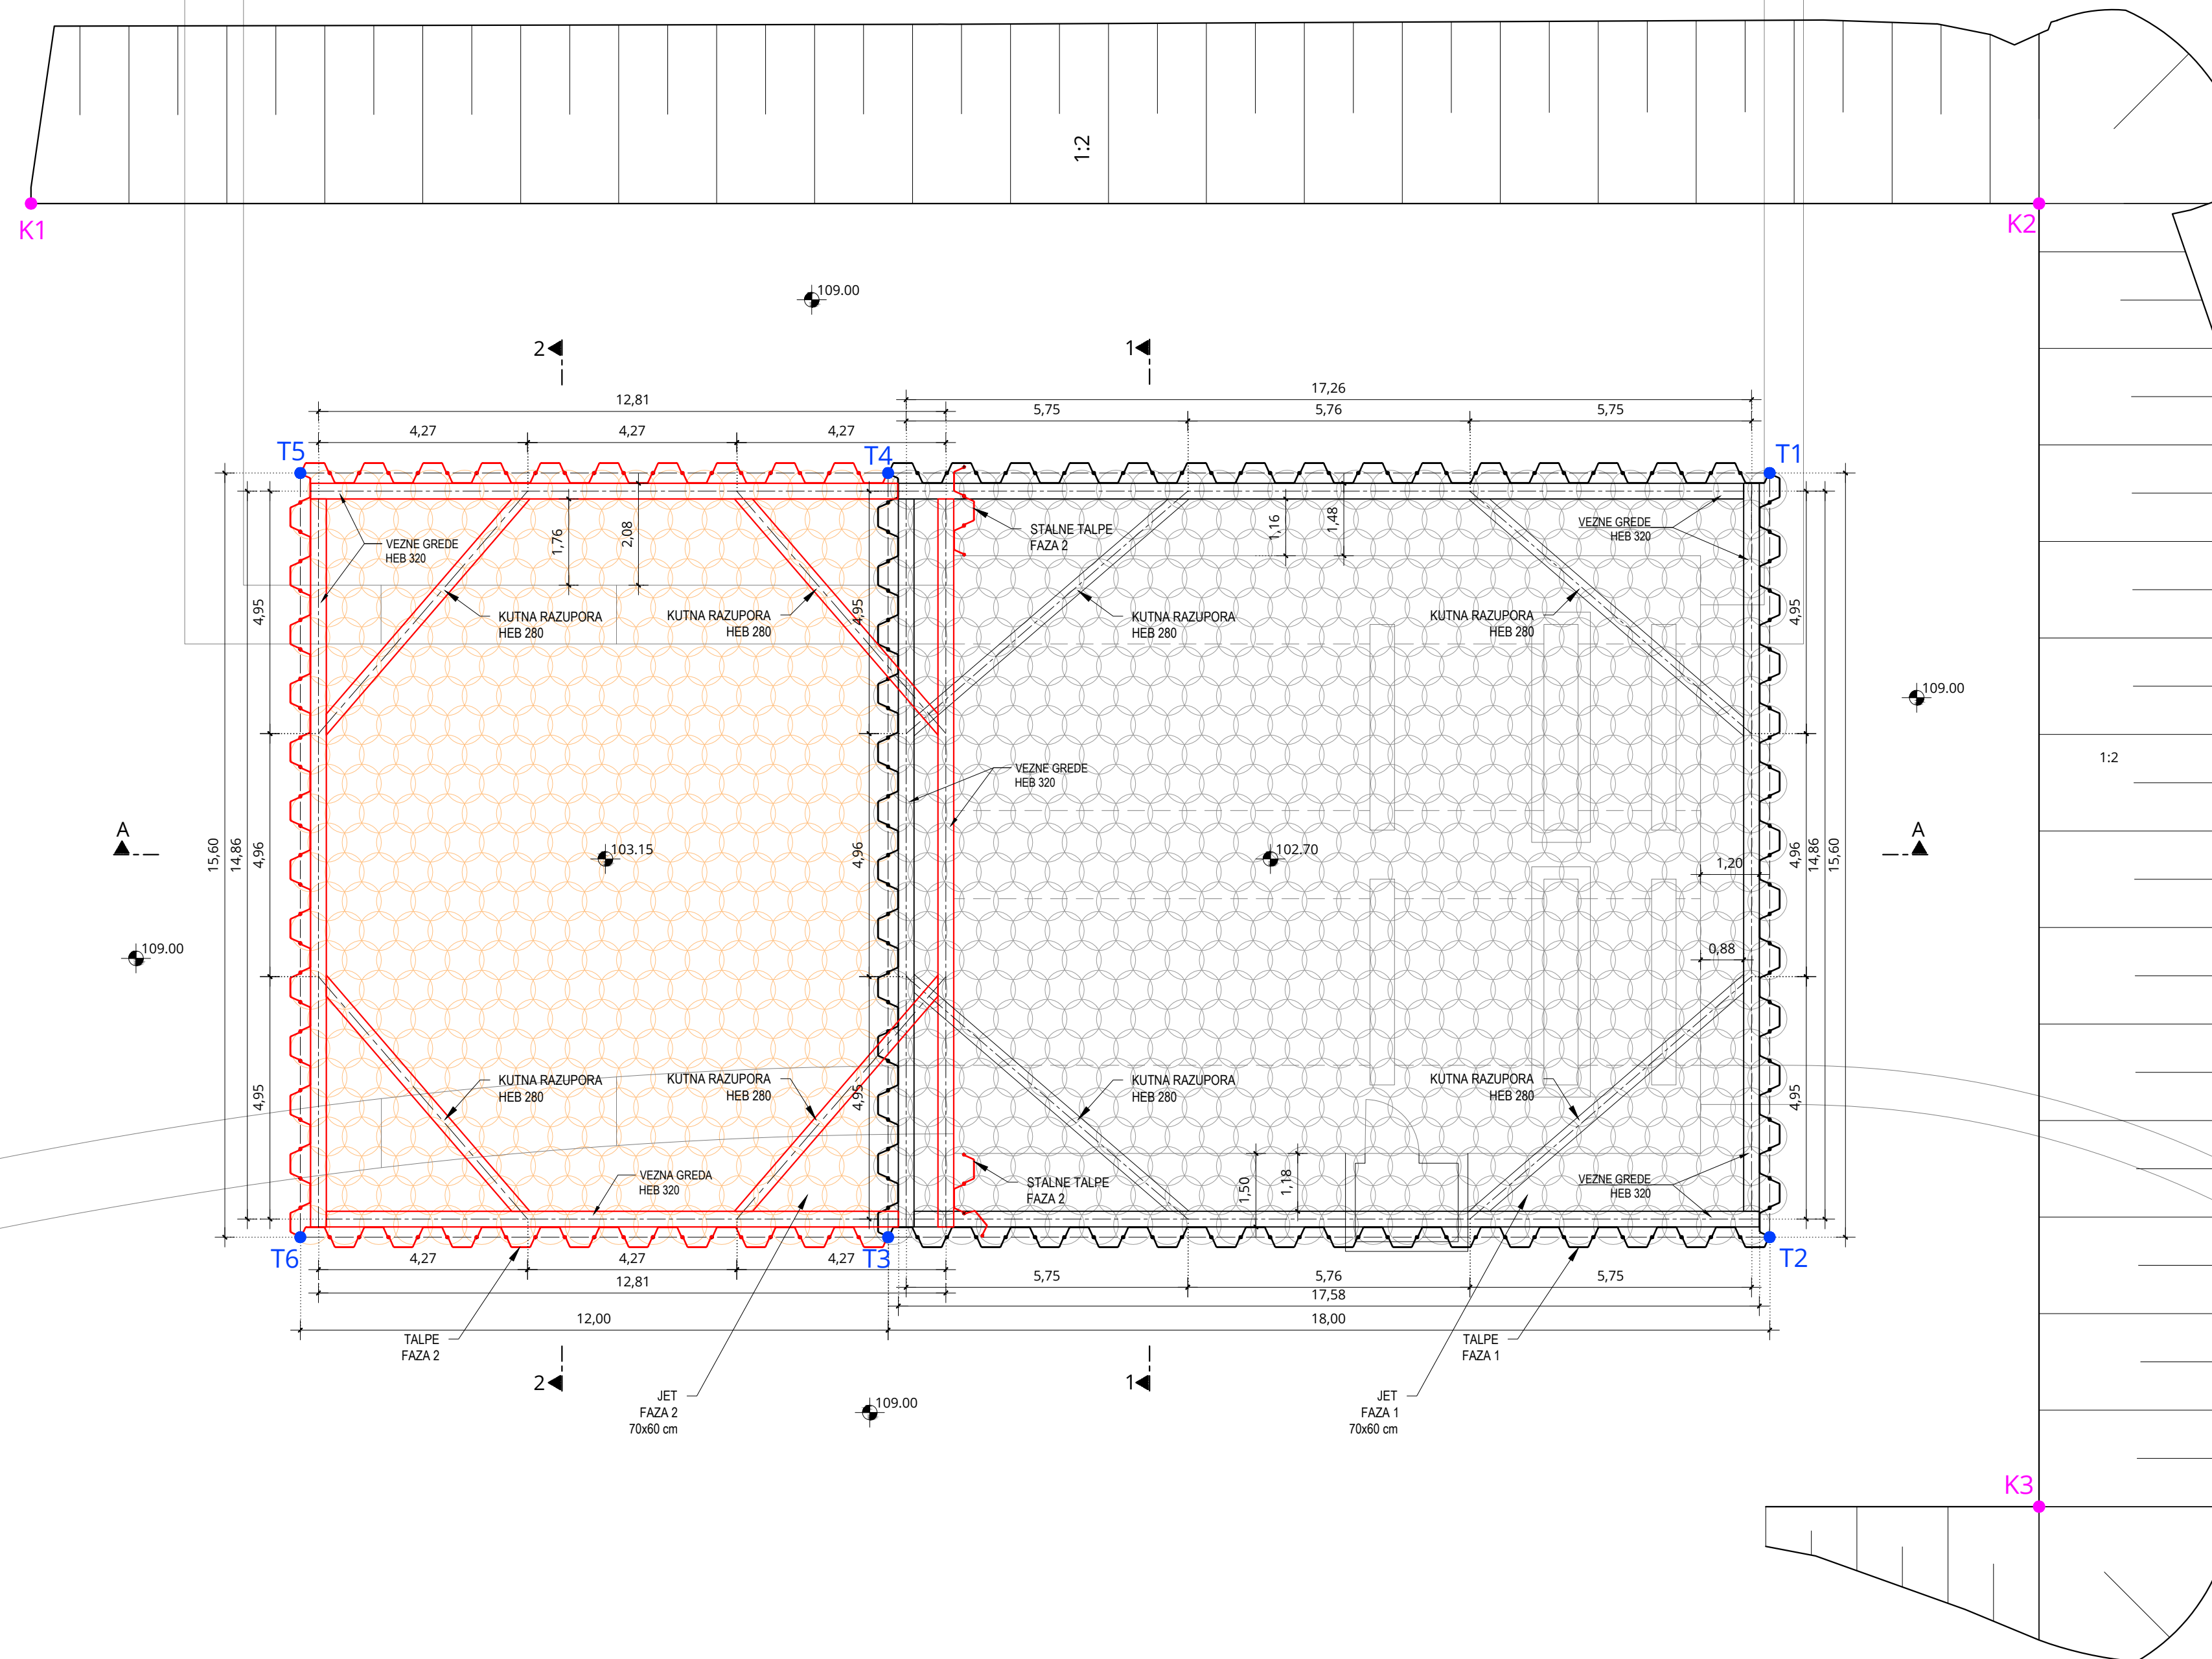 1:2
K1
K2
109.00
2
1
12,81
17,26
5,75
5,76
5,75
4,27
4,27
4,27
T5
T4
T1
1,76
2,08
1,16
1,48
STALNE TALPE
FAZA 2
VEZNE GREDE
HEB 320
VEZNE GREDE
HEB 320
4,95
4,95
4,95
KUTNA RAZUPORA
HEB 280
KUTNA RAZUPORA
HEB 280
KUTNA RAZUPORA
HEB 280
KUTNA RAZUPORA
HEB 280
109.00
1:2
VEZNE GREDE
HEB 320
A
A
15,60
14,86
4,96
103.15
4,96
102.70
1,20
4,96
14,86
15,60
109.00
0,88
4,95
4,95
4,95
KUTNA RAZUPORA
HEB 280
KUTNA RAZUPORA
HEB 280
KUTNA RAZUPORA
HEB 280
KUTNA RAZUPORA
HEB 280
VEZNA GREDA
HEB 320
STALNE TALPE
FAZA 2
1,50
1,18
VEZNE GREDE
HEB 320
T6
T3
T2
4,27
4,27
4,27
12,81
5,75
5,76
5,75
17,58
12,00
18,00
TALPE
FAZA 2
TALPE
FAZA 1
2
1
JET
FAZA 2
70x60 cm
JET
FAZA 1
70x60 cm
109.00
K3